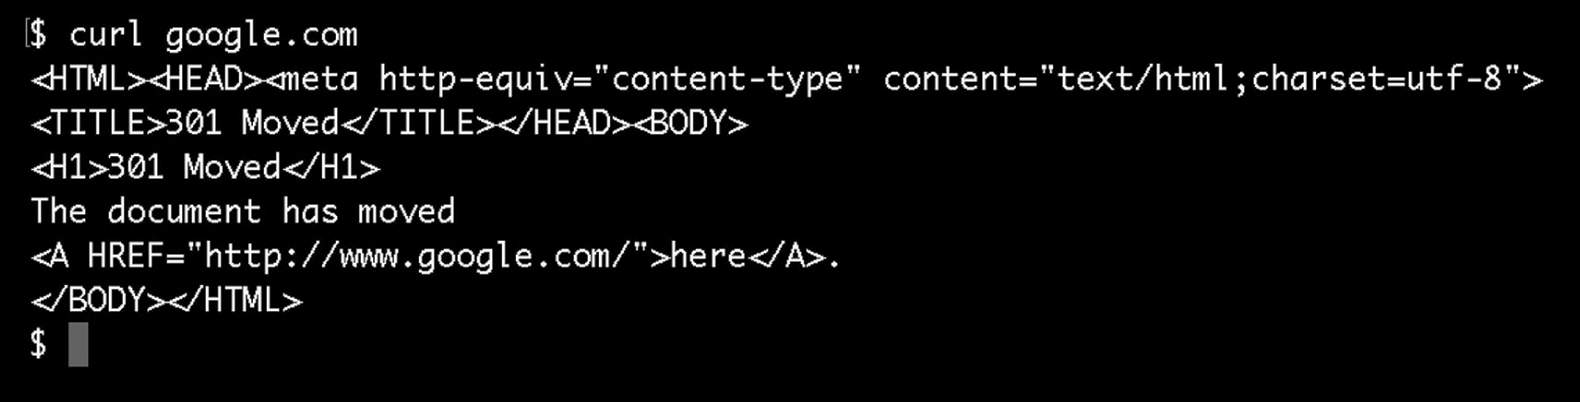 $ curl google.com
<HTML><HEAD><meta http-equiv="content-type" content="text/html;charset=utf-8">
<TITLE>301 Moved</TITLE></HEAD><BODY>
<H1>301 Moved</H1>
The document has moved
<A HREF="http://www.google.com/">here</A>.
</BODY></HTML>
$